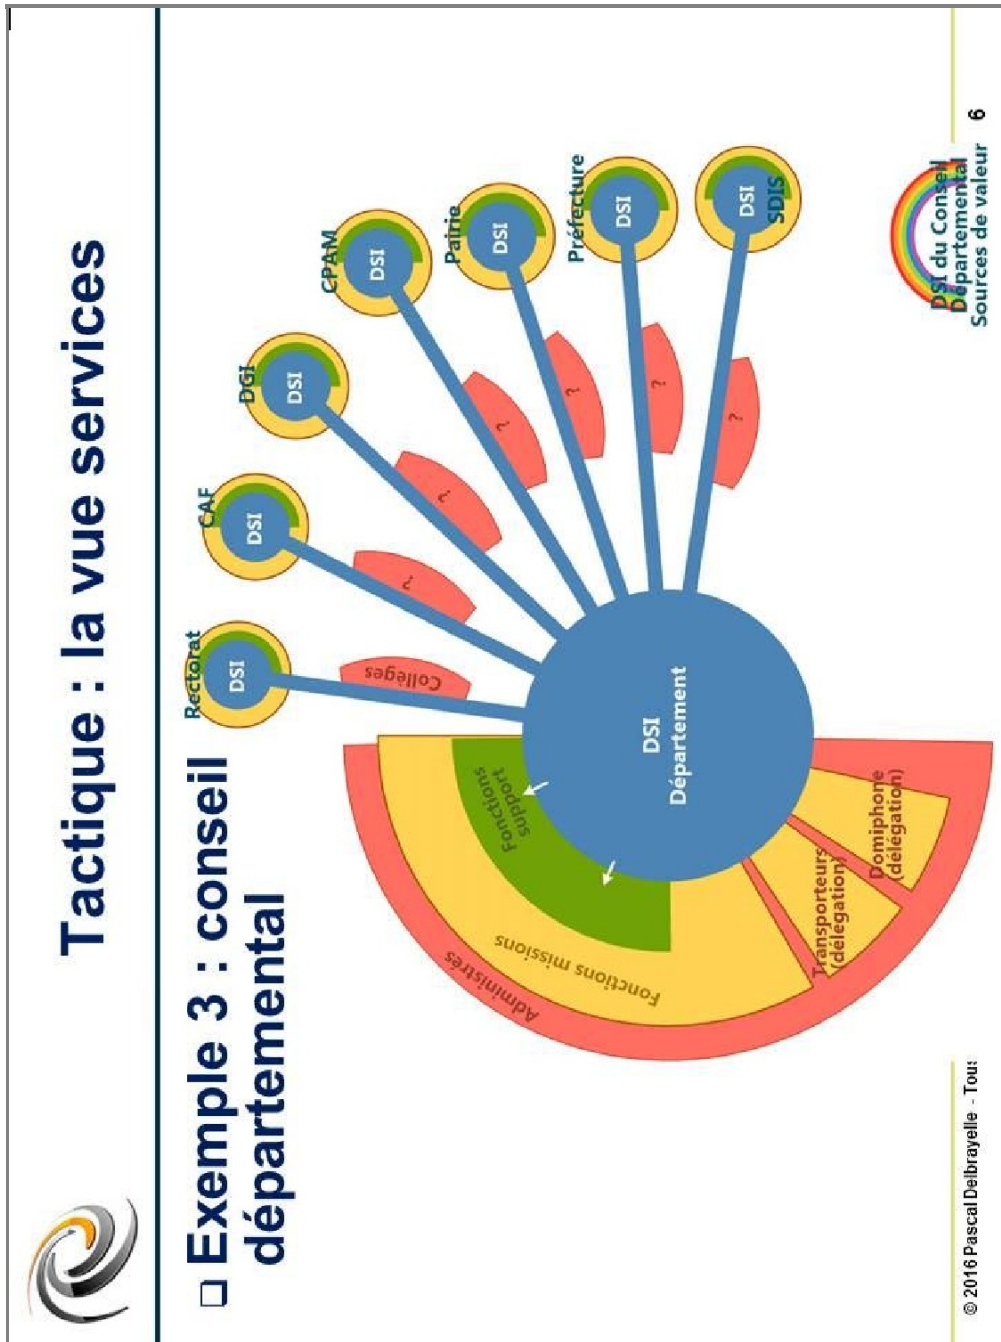 Tactique : la vue services
❑ Exemple 3 : conseil
départemental
Rectorat
DSI
CAF
DSI
DGI
DSI
CPAM
DSI
Pairie
DSI
Préfecture
DSI
DSI
SDIS
Collèges
?
?
?
?
?
?
DSI
Département
Fonctions
support
Fonctions missions
Administrés
Transporteurs
(délégation)
Domiphone
(délégation)
DSI du Conseil
Départemental
Sources de valeur
© 2016 Pascal Delbrayelle - Tous
6